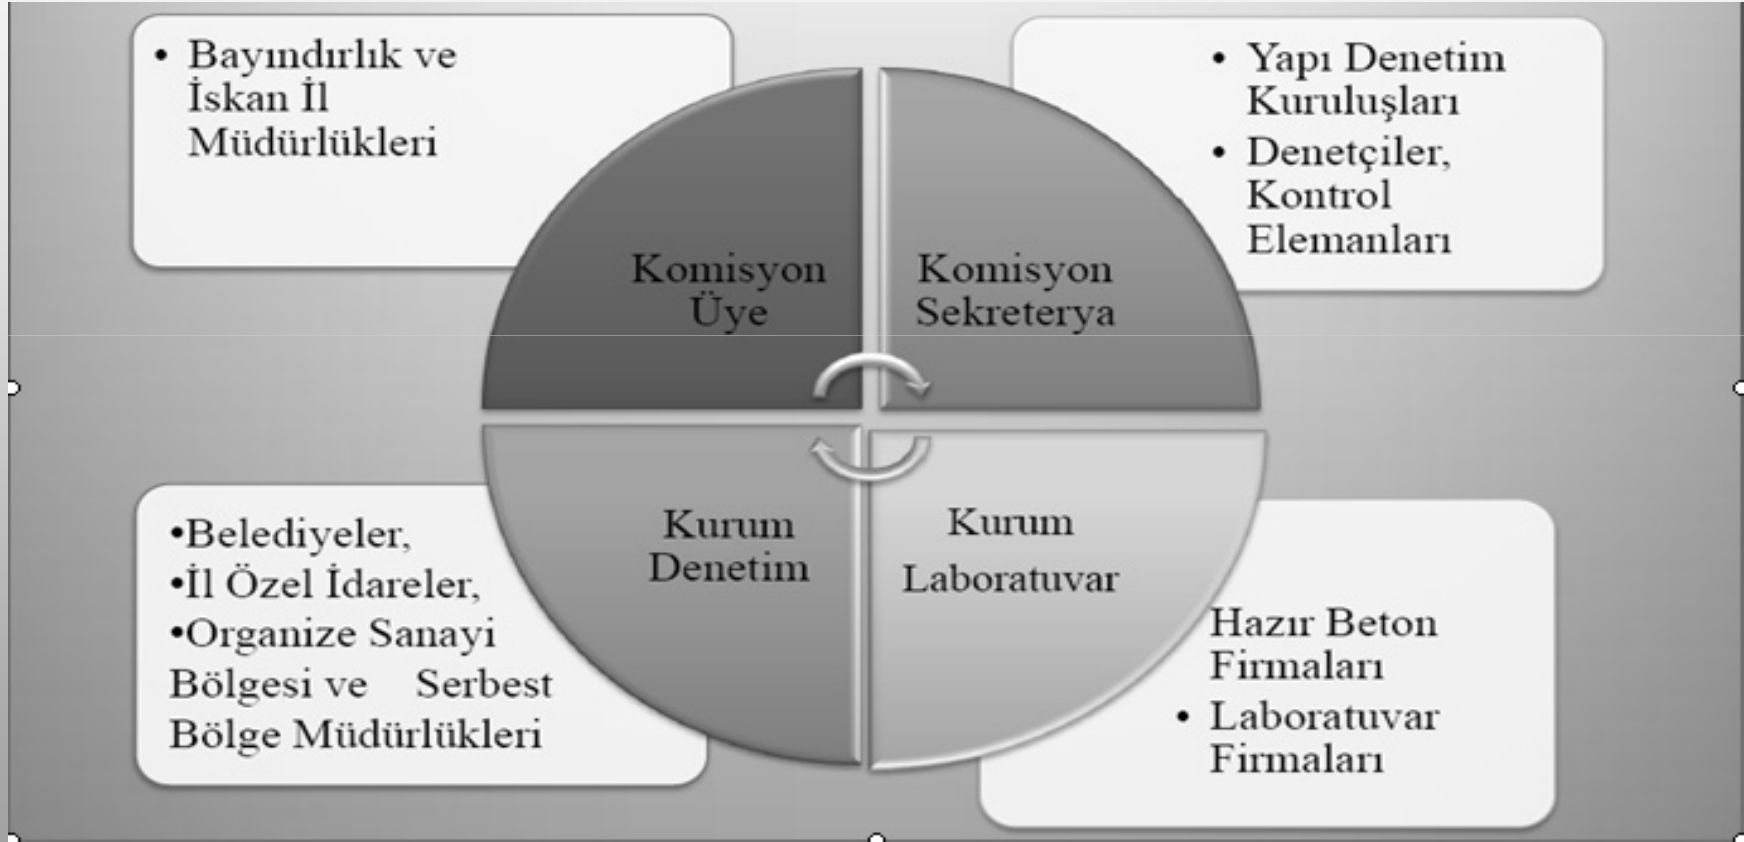 • Bayındırlık ve
İskan İl
Müdürlükleri
• Yapı Denetim
Kuruluşları
• Denetçiler,
Kontrol
Elemanları
Komisyon
Üye
Komisyon
Sekreterya
Kurum
Denetim
Kurum
Laboratuvar
•Belediyeler,
•İl Özel İdareler,
•Organize Sanayi
Bölgesi ve Serbest
Bölge Müdürlükleri
Hazır Beton
Firmaları
• Laboratuvar
Firmaları